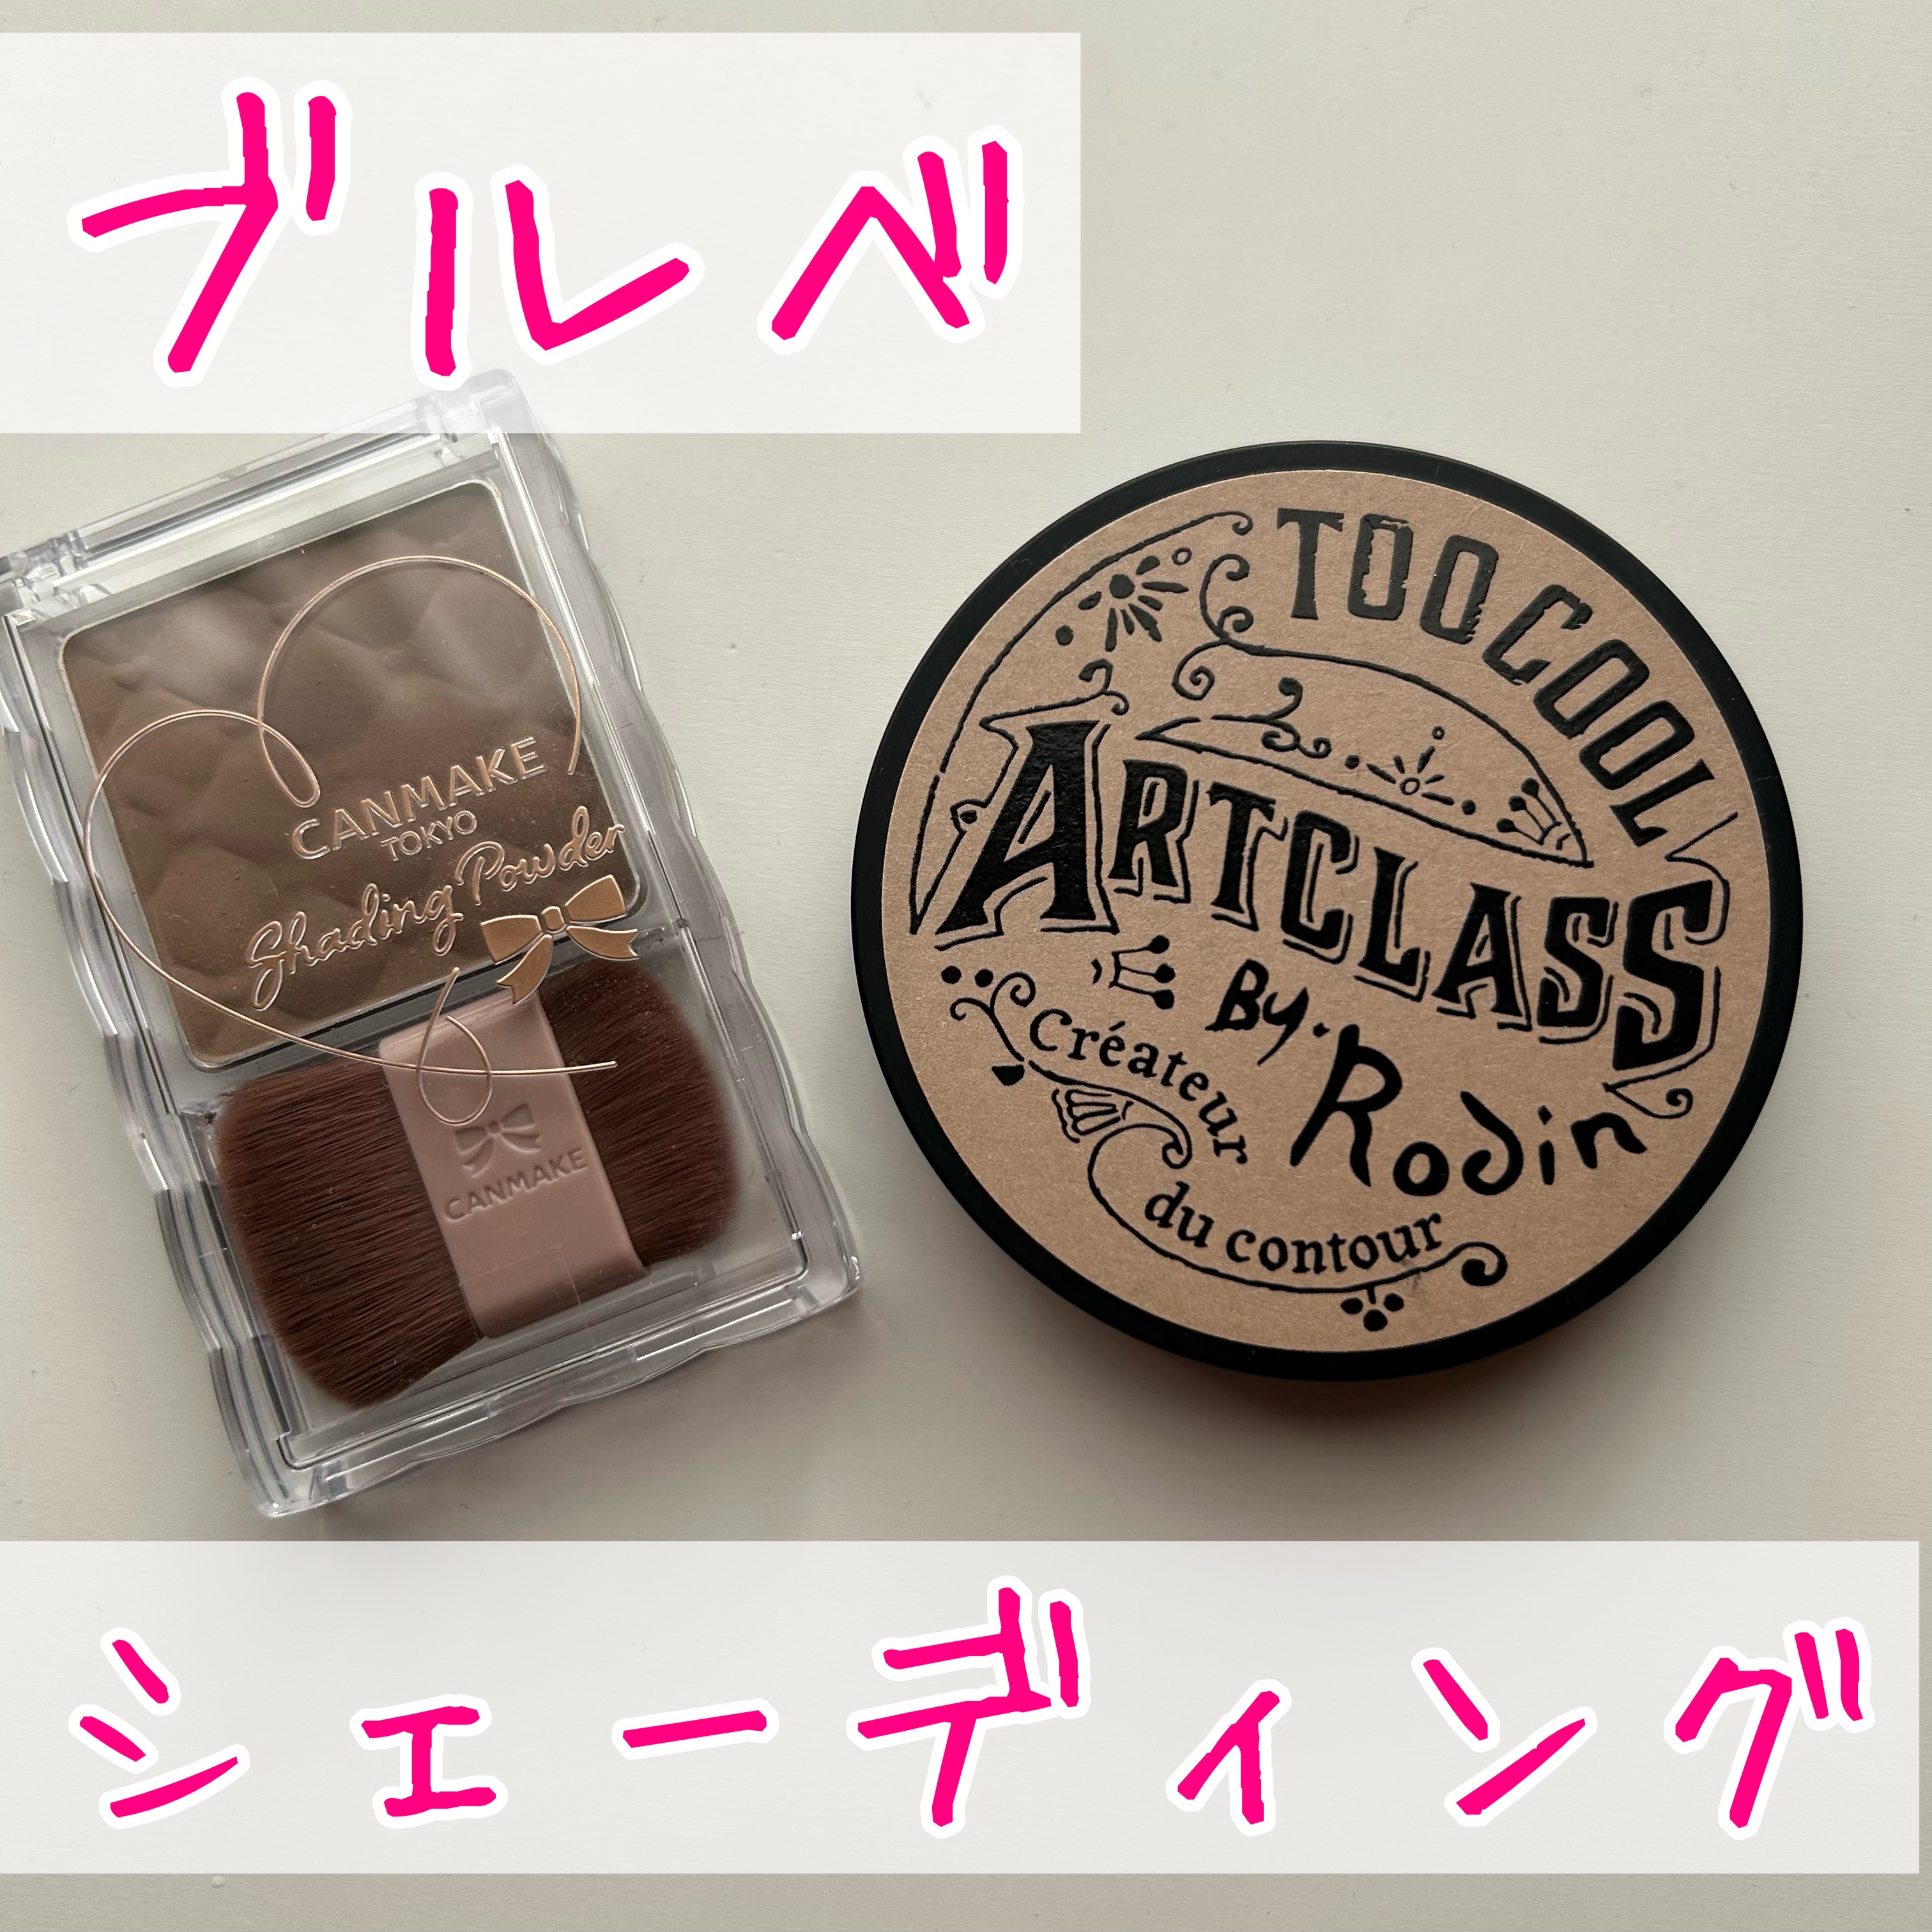 ブルベ
CANMAKE
TOKYO
Shading Powder
CANMAKE
TOO COOL
ARTCLASS
By. Rodin
Créateur
du contour
シェーディング